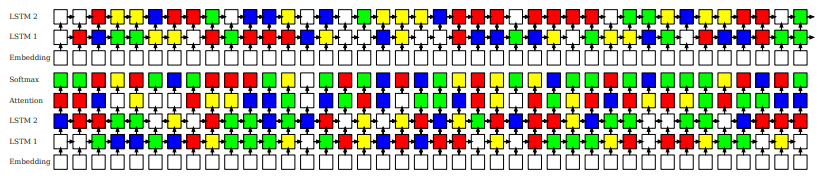 LSTM 2
LSTM 1
Embedding
Softmax
Attention
LSTM 2
LSTM 1
Embedding